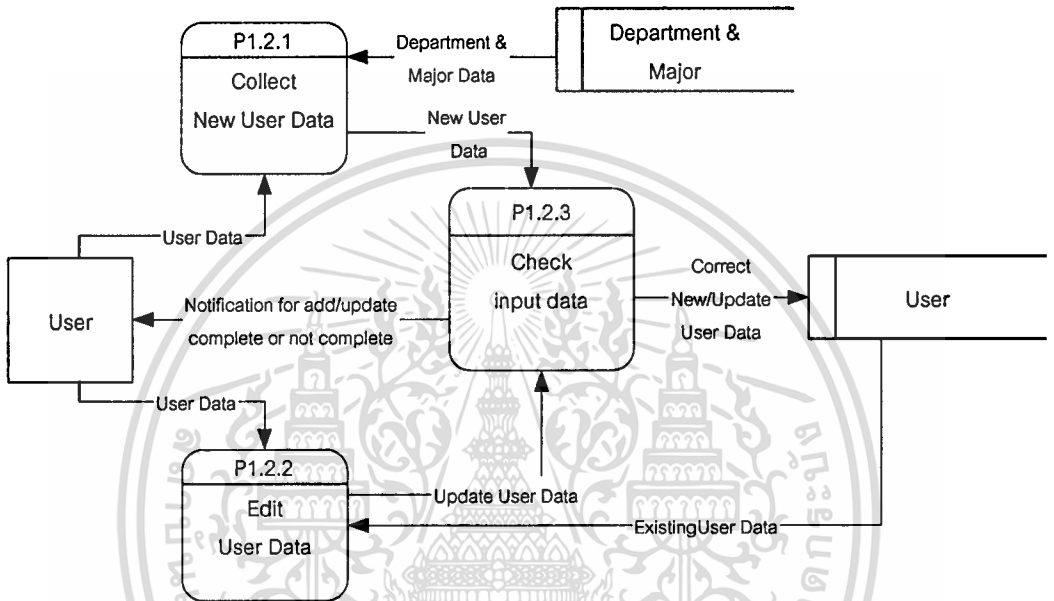 P1.2.1
Collect
New User Data
Department &
Major Data
Department &
Major
New User
Data
P1.2.3
Check
input data
User Data
User
Notification for add/update
complete or not complete
Correct
New/Update
User Data
User
User Data
P1.2.2
Edit
User Data
Update User Data
ExistingUser Data